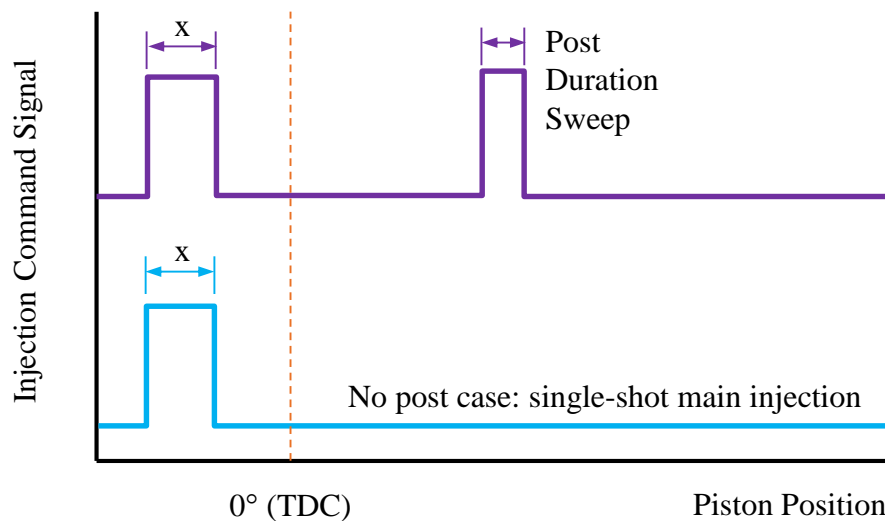 x
Post
Duration
Sweep
Injection Command Signal
x
No post case: single-shot main injection
0° (TDC)
Piston Position